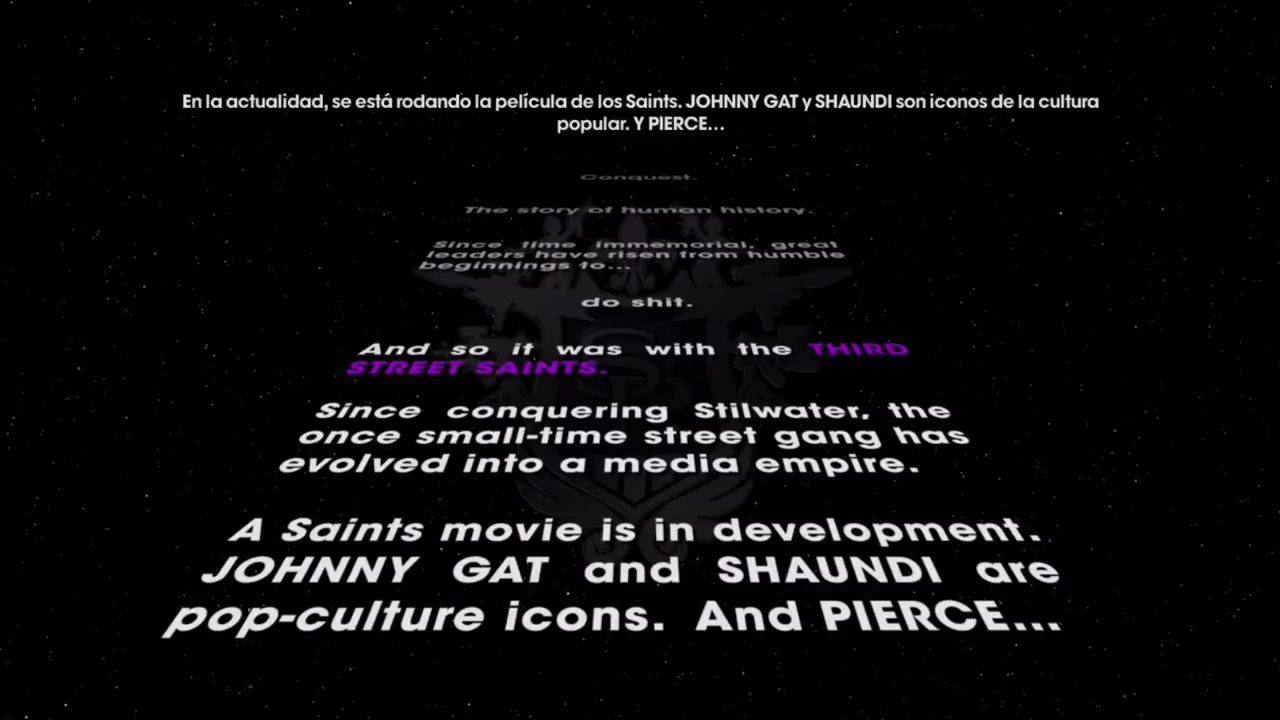 En la actualidad, se está rodando la película de los Saints. JOHNNY GAT y SHAUNDI son iconos de la cultura
popular. Y PIERCE...
Conquest.
The story of human history.
Since time immemorial, great
leaders have risen from humble
beginnings to...
do shit.
And so it was with the THIRD
STREET SAINTS.
Since conquering Stilwater, the
once small-time street gang has
evolved into a media empire.
A Saints movie is in development.
JOHNNY GAT and SHAUNDI are
pop-culture icons. And PIERCE...